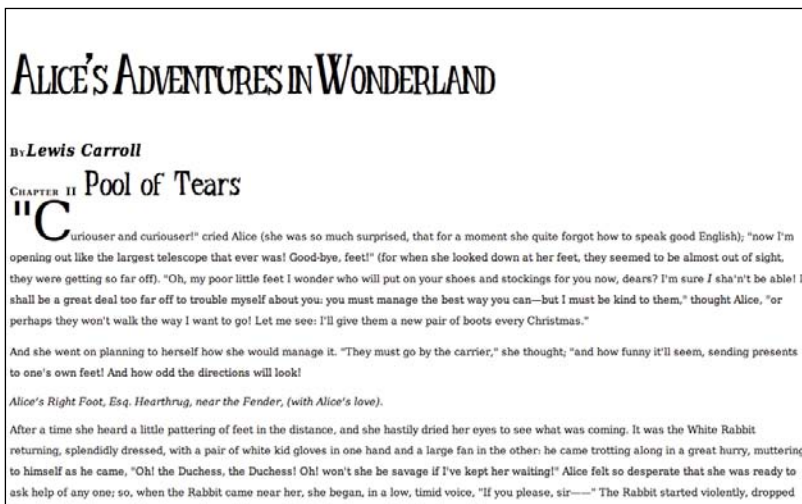 ALICE'S ADVENTURES IN WONDERLAND
BY Lewis Carroll
CHAPTER II Pool of Tears
"Curiouser and curiouser!" cried Alice (she was so much surprised, that for a moment she quite forgot how to speak good English); "now I'm
opening out like the largest telescope that ever was! Good-bye, feet!" (for when she looked down at her feet, they seemed to be almost out of sight,
they were getting so far off). "Oh, my poor little feet I wonder who will put on your shoes and stockings for you now, dears? I'm sure I sha'n't be able! I
shall be a great deal too far off to trouble myself about you: you must manage the best way you can—but I must be kind to them," thought Alice, "or
perhaps they won't walk the way I want to go! Let me see: I'll give them a new pair of boots every Christmas."
And she went on planning to herself how she would manage it. "They must go by the carrier," she thought; "and how funny it'll seem, sending presents
to one's own feet! And how odd the directions will look!
Alice's Right Foot, Esq. Hearthrug, near the Fender, (with Alice's love).
After a time she heard a little pattering of feet in the distance, and she hastily dried her eyes to see what was coming. It was the White Rabbit
returning, splendidly dressed, with a pair of white kid gloves in one hand and a large fan in the other: he came trotting along in a great hurry, muttering
to himself as he came, "Oh! the Duchess, the Duchess! Oh! won't she be savage if I've kept her waiting!" Alice felt so desperate that she was ready to
ask help of any one; so, when the Rabbit came near her, she began, in a low, timid voice, "If you please, sir——" The Rabbit started violently, dropped